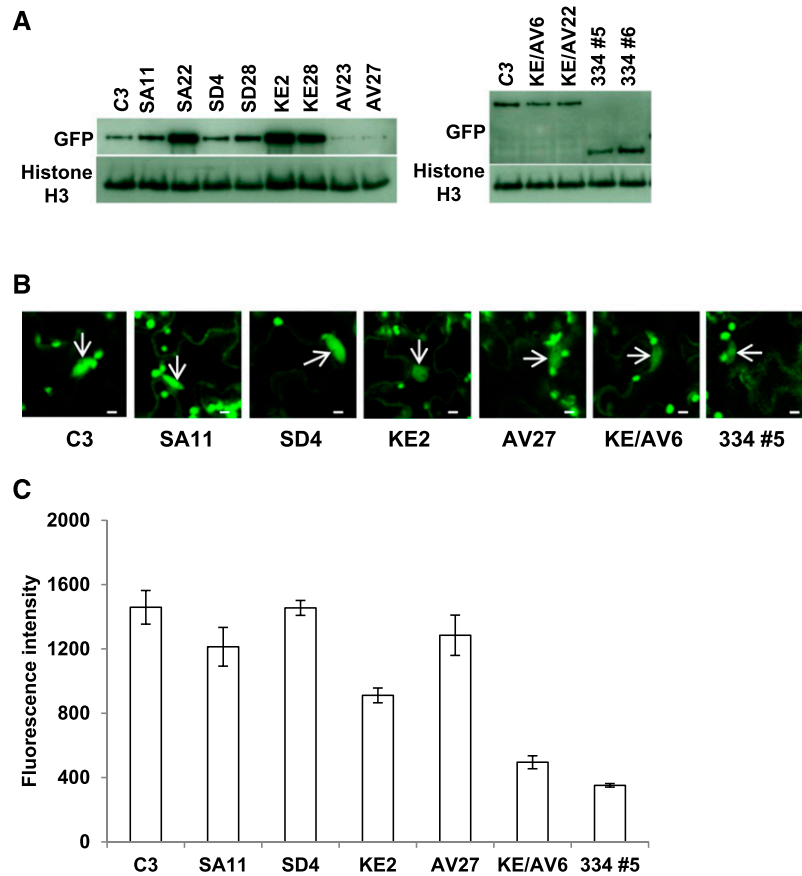 A
C3 SA11 SA22 SD4 SD28 KE2 KE28 AV23 AV27
GFP
Histone
H3
C3 KE/AV6 KE/AV22 334 #5 334 #6
GFP
Histone
H3
B
C3 SA11 SD4 KE2 AV27 KE/AV6 334 #5
C
Fluorescence intensity
2000
1600
1200
800
400
0
C3 SA11 SD4 KE2 AV27 KE/AV6 334 #5